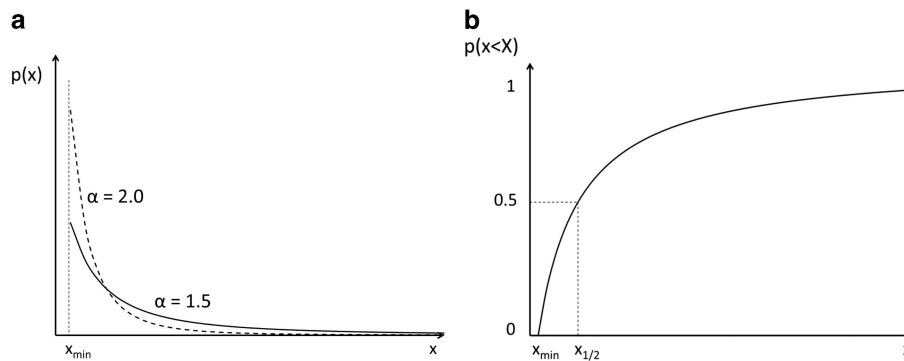 a
p(x)
α = 2.0
α = 1.5
x_min
x
b
p(x<X)
1
0.5
0
x_min
x_1/2